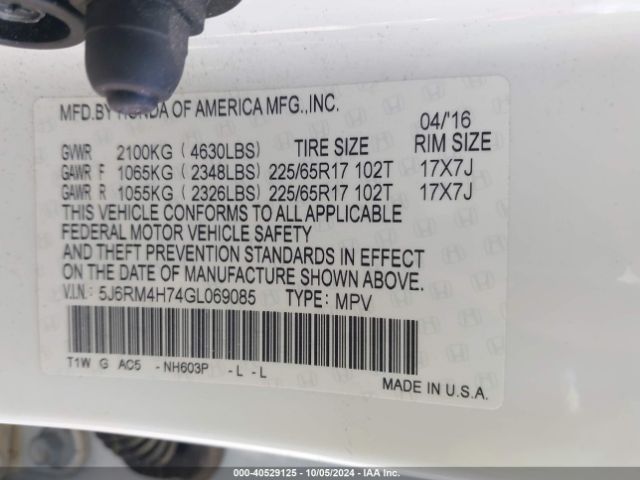 MFD.BY HONDA OF AMERICA MFG.,INC. 04/'16
GVWR 2100KG ( 4630LBS) TIRE SIZE RIM SIZE
GAWR F 1065KG ( 2348LBS) 225/65R17 102T 17X7J
GAWR R 1055KG ( 2326LBS) 225/65R17 102T 17X7J
THIS VEHICLE CONFORMS TO ALL APPLICABLE
FEDERAL MOTOR VEHICLE SAFETY
AND THEFT PREVENTION STANDARDS IN EFFECT
ON THE DATE OF MANUFACTURE SHOWN ABOVE.
V.I.N.: 5J6RM4H74GL069085 TYPE: MPV
T1W G AC5 - NH603P - L - L
MADE IN U.S.A.
000-40529125 - 10/05/2024 - IAA Inc.